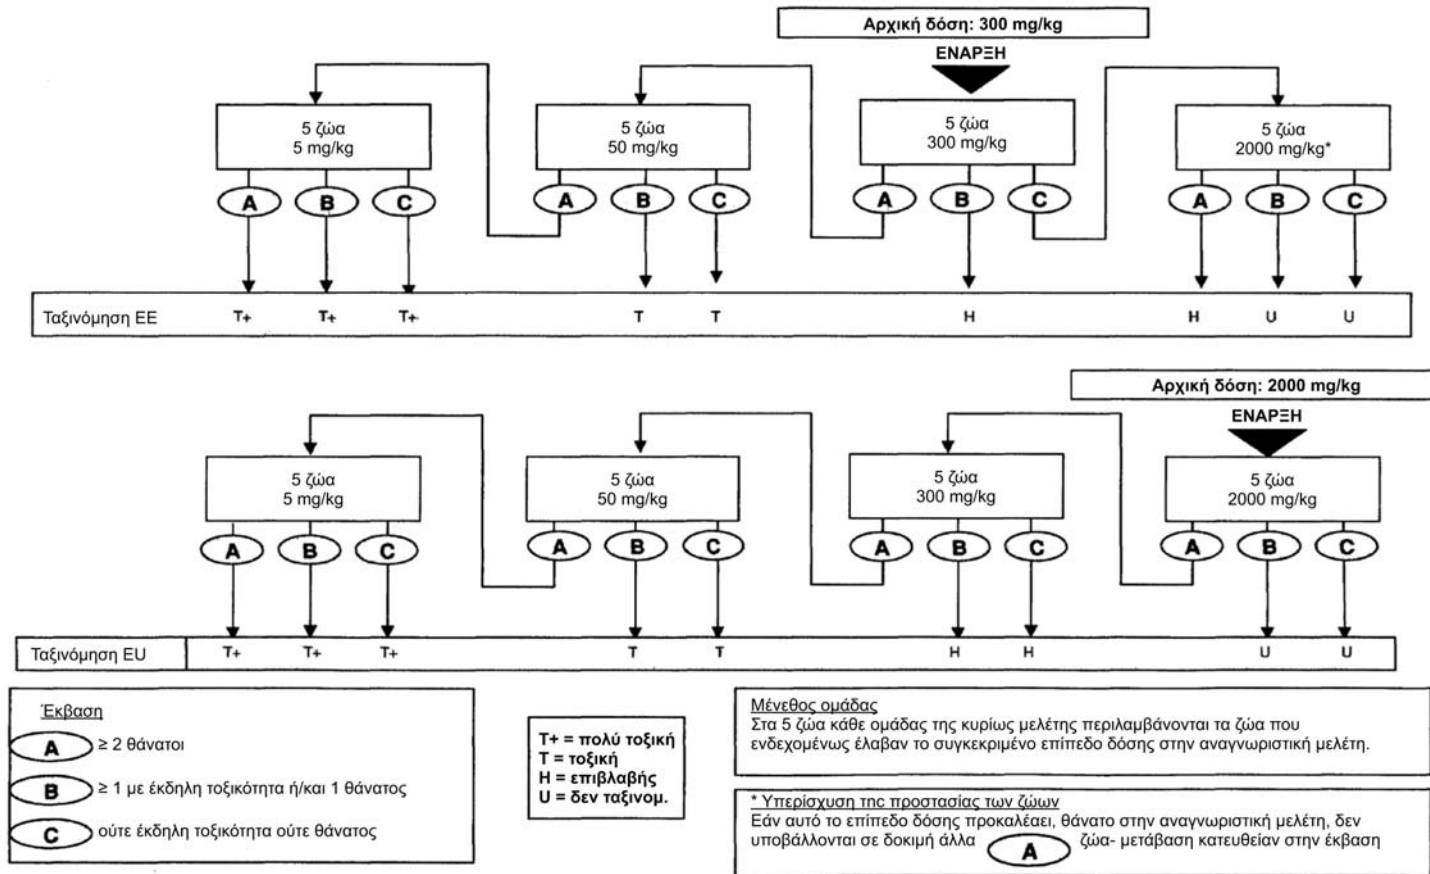 Αρχική δόση: 300 mg/kg
ΕΝΑΡΞΗ
5 ζώα
5 mg/kg
5 ζώα
50 mg/kg
5 ζώα
300 mg/kg
5 ζώα
2000 mg/kg*
A B C A B C A B C A B C
Ταξινόμηση ΕΕ T+ T+ T+ T T H H U U
Αρχική δόση: 2000 mg/kg
ΕΝΑΡΞΗ
5 ζώα
5 mg/kg
5 ζώα
50 mg/kg
5 ζώα
300 mg/kg
5 ζώα
2000 mg/kg
A B C A B C A B C A B C
Ταξινόμηση EU T+ T+ T+ T T H H U U
Έκβαση
A ≥ 2 θάνατοι
B ≥ 1 με έκδηλη τοξικότητα ή/και 1 θάνατος
C ούτε έκδηλη τοξικότητα ούτε θάνατος
T+ = πολύ τοξική
T = τοξική
H = επιβλαβής
U = δεν ταξινομ.
Μένεθος ομάδας
Στα 5 ζώα κάθε ομάδας της κυρίως μελέτης περιλαμβάνονται τα ζώα που
ενδεχομένως έλαβαν το συγκεκριμένο επίπεδο δόσης στην αναγνωριστική μελέτη.
* Υπερίσχυση τnc προστασίας των ζώων
Εάν αυτό το επίπεδο δόσης προκαλέαει, θάνατο στην αναγνωριστική μελέτη, δεν
υποβάλλονται σε δοκιμή άλλα A ζώα- μετάβαση κατευθείαν στην έκβαση